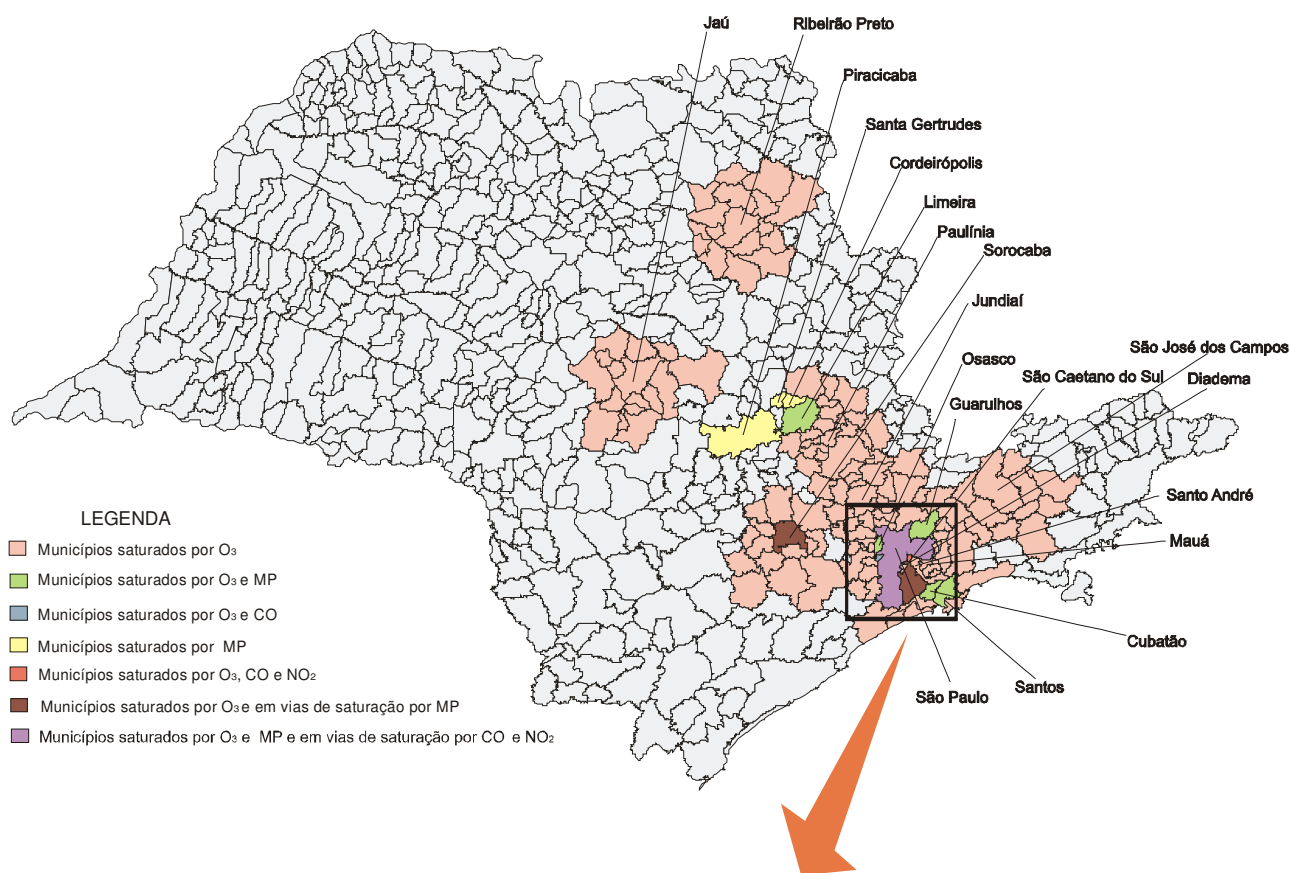 Jaú
Ribeirão Preto
Piracicaba
Santa Gertrudes
Cordeirópolis
Limeira
Paulínia
Sorocaba
Jundiaí
Osasco
São José dos Campos
São Caetano do Sul
Diadema
Guarulhos
Santo André
Mauá
Cubatão
Santos
São Paulo
LEGENDA
Municípios saturados por O₃
Municípios saturados por O₃ e MP
Municípios saturados por O₃ e CO
Municípios saturados por MP
Municípios saturados por O₃, CO e NO₂
Municípios saturados por O₃ e em vias de saturação por MP
Municípios saturados por O₃ e MP e em vias de saturação por CO e NO₂